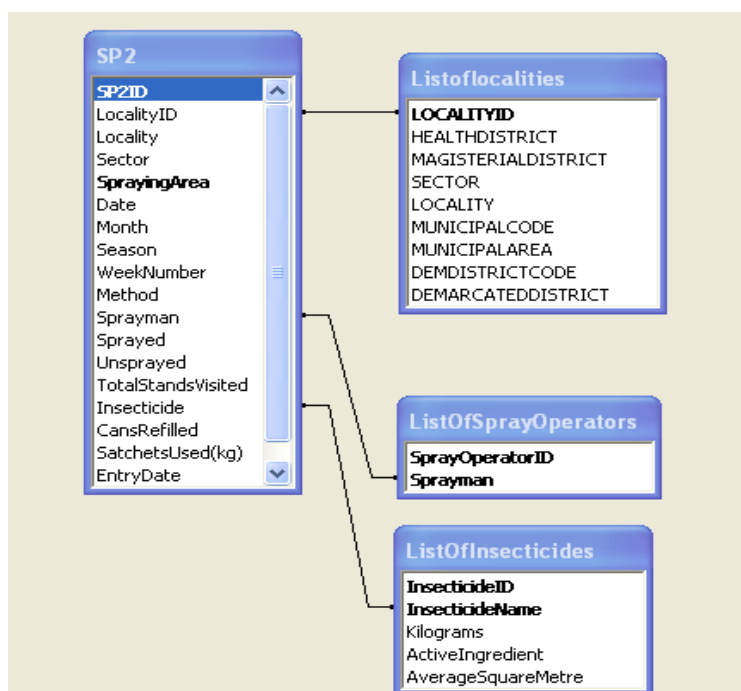 SP2
SP2ID
LocalityID
Locality
Sector
SprayingArea
Date
Month
Season
WeekNumber
Method
Sprayman
Sprayed
Unsprayed
TotalStandsVisited
Insecticide
CansRefilled
SatchetsUsed(kg)
EntryDate
Listoflocalities
LOCALITYID
HEALTHDISTRICT
MAGISTERIALDISTRICT
SECTOR
LOCALITY
MUNICIPALCODE
MUNICIPALAREA
DEMDISTRICTCODE
DEMARCATEDDISTRICT
ListOfSprayOperators
SprayOperatorID
Sprayman
ListOfInsecticides
InsecticideID
InsecticideName
Kilograms
ActiveIngredient
AverageSquareMetre